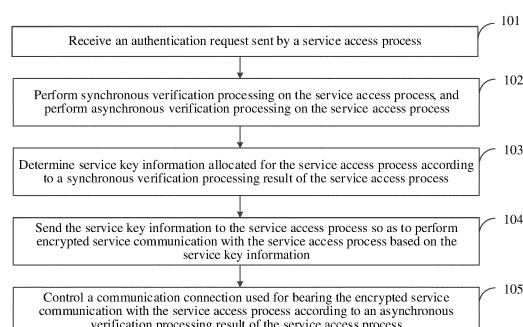 101
Receive an authentication request sent by a service access process
102
Perform synchronous verification processing on the service access process, and
perform asynchronous verification processing on the service access process
103
Determine service key information allocated for the service access process according
to a synchronous verification processing result of the service access process
104
Send the service key information to the service access process so as to perform
encrypted service communication with the service access process based on the
service key information
105
Control a communication connection used for bearing the encrypted service
communication with the service access process according to an asynchronous
verification processing result of the service access process